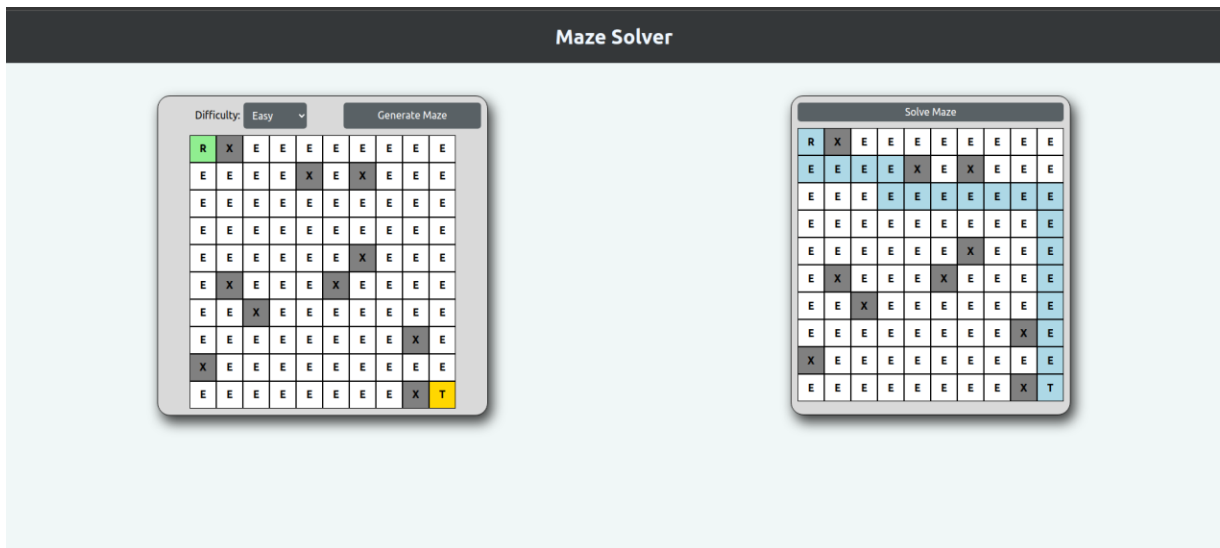 Maze Solver
Difficulty: Easy Generate Maze
R X E E E E E E E E
E E E E X E X E E E
E E E E E E E E E E
E E E E E E E E E E
E E E E E E X E E E
E X E E E X E E E E
E E X E E E E E E E
E E E E E E E E X E
X E E E E E E E E E
E E E E E E E E X T
Solve Maze
R X E E E E E E E E
E E E E X E X E E E
E E E E E E E E E E
E E E E E E E E E E
E E E E E E X E E E
E X E E E X E E E E
E E X E E E E E E E
E E E E E E E E X E
X E E E E E E E E E
E E E E E E E E X T